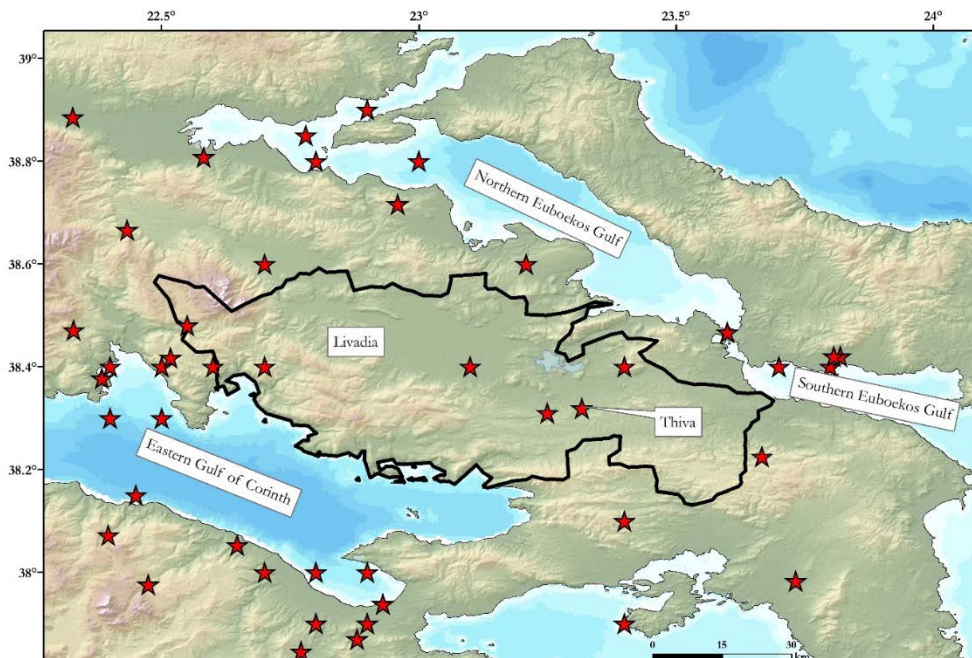 22.5°
23°
23.5°
24°
39°
38.8°
38.6°
38.4°
38.2°
38°
Northern Euboekos Gulf
Livadia
Southern Euboekos Gulf
Thiva
Eastern Gulf of Corinth
0 15 30
km